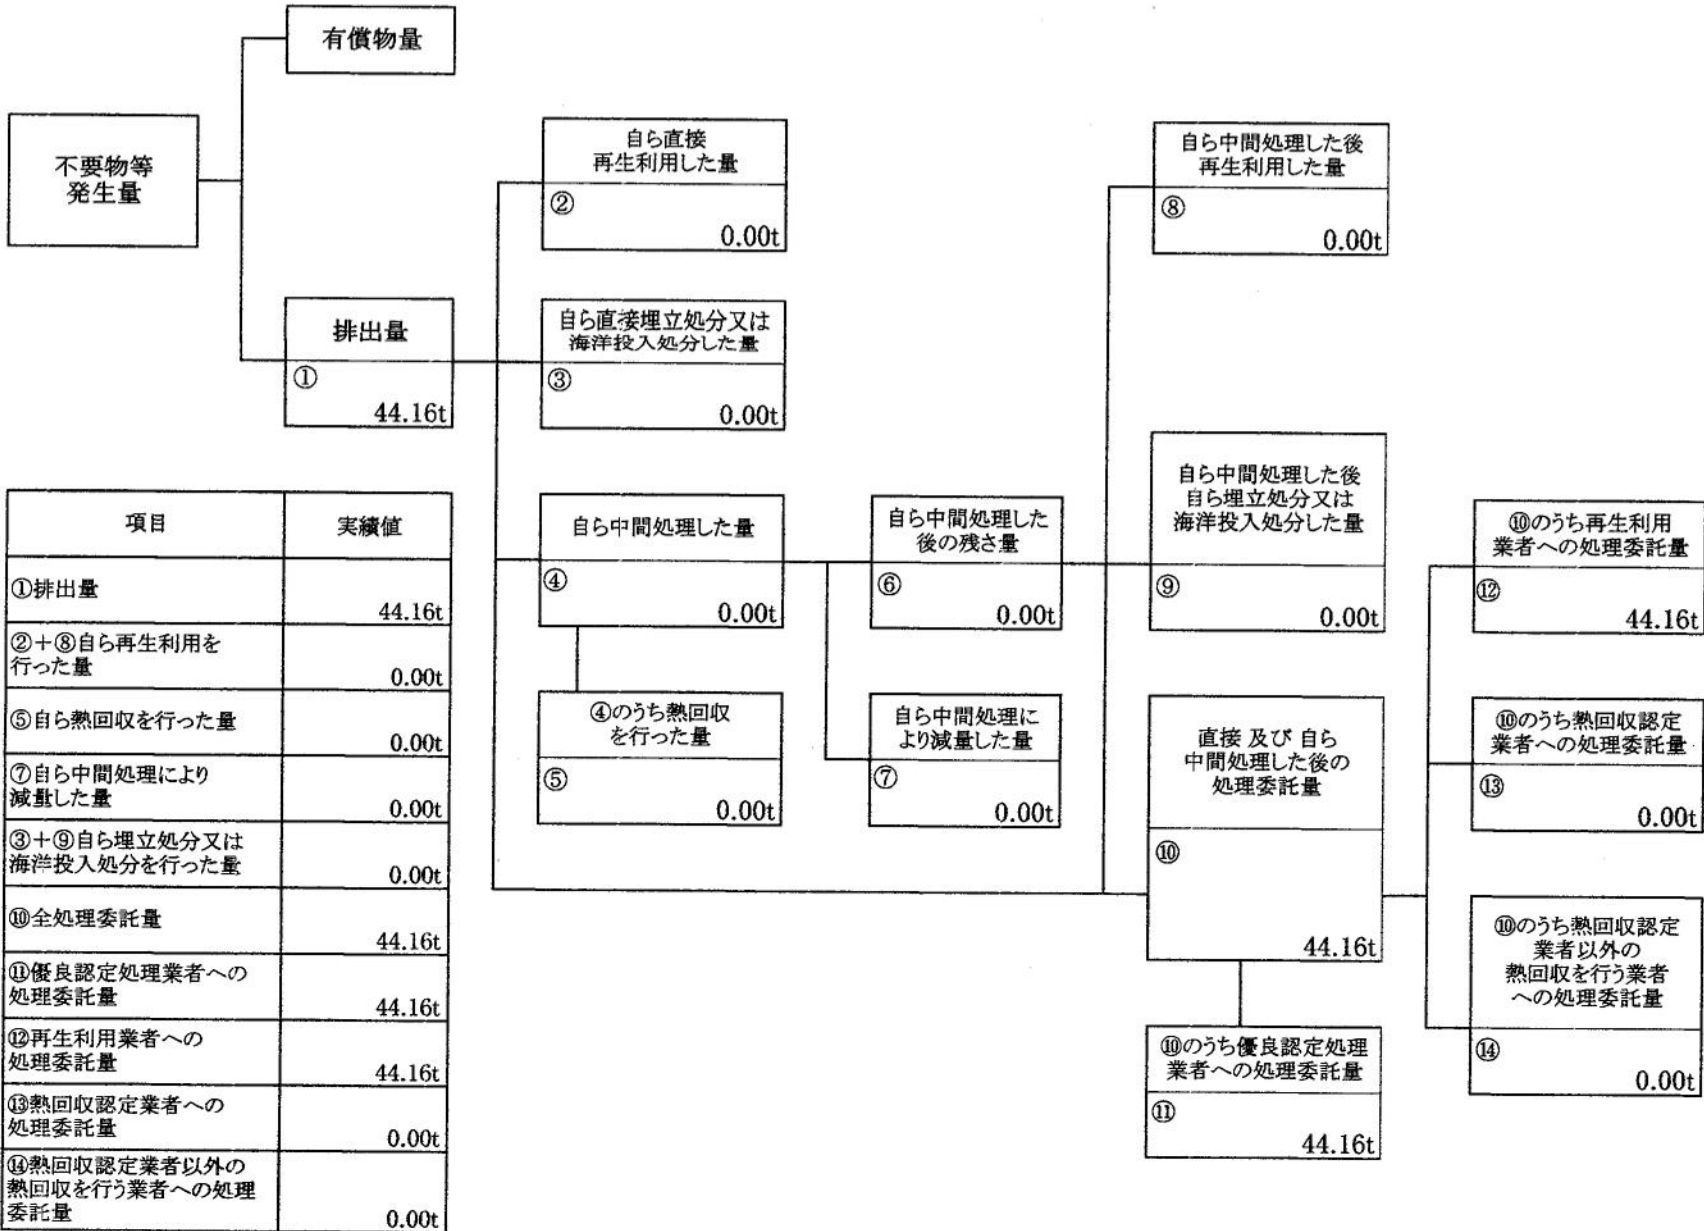 有償物量
不要物等
発生量
排出量
①
44.16t
自ら直接
再生利用した量
②
0.00t
自ら直接埋立処分又は
海洋投入処分した量
③
0.00t
自ら中間処理した量
④
0.00t
④のうち熱回収
を行った量
⑤
0.00t
自ら中間処理した
後の残さ量
⑥
0.00t
自ら中間処理に
より減量した量
⑦
0.00t
自ら中間処理した後
再生利用した量
⑧
0.00t
自ら中間処理した後
自ら埋立処分又は
海洋投入処分した量
⑨
0.00t
直接 及び 自ら
中間処理した後の
処理委託量
⑩
44.16t
⑩のうち優良認定処理
業者への処理委託量
⑪
44.16t
⑩のうち再生利用
業者への処理委託量
⑫
44.16t
⑩のうち熱回収認定
業者への処理委託量
⑬
0.00t
⑩のうち熱回収認定
業者以外の
熱回収を行う業者
への処理委託量
⑭
0.00t
項目 実績値
①排出量
44.16t
②＋⑧自ら再生利用を
行った量
0.00t
⑤自ら熱回収を行った量
0.00t
⑦自ら中間処理により
減量した量
0.00t
③＋⑨自ら埋立処分又は
海洋投入処分を行った量
0.00t
⑩全処理委託量
44.16t
⑪優良認定処理業者への
処理委託量
44.16t
⑫再生利用業者への
処理委託量
44.16t
⑬熱回収認定業者への
処理委託量
0.00t
⑭熱回収認定業者以外の
熱回収を行う業者への処理
委託量
0.00t